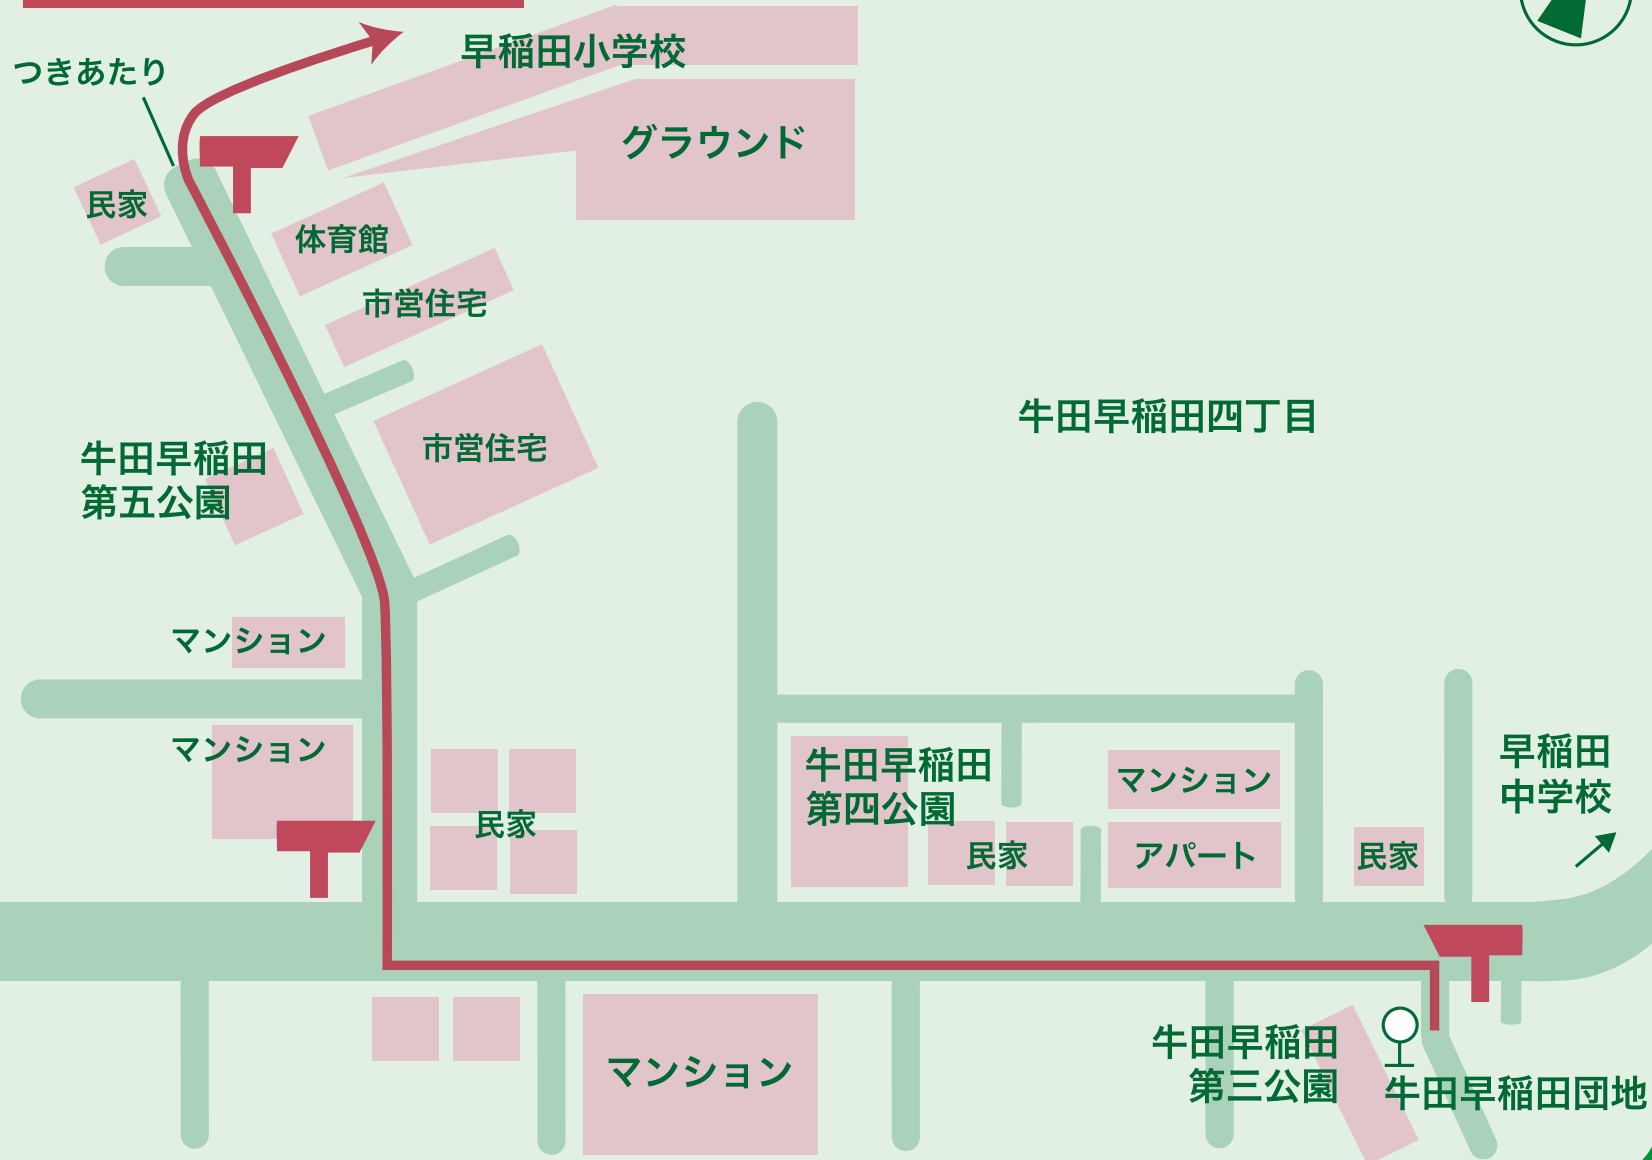 つきあたり
早稲田小学校
グラウンド
民家
体育館
市営住宅
市営住宅
牛田早稲田四丁目
牛田早稲田
第五公園
マンション
マンション
民家
牛田早稲田
第四公園
民家
マンション
アパート
民家
早稲田
中学校
マンション
牛田早稲田
第三公園
牛田早稲田団地